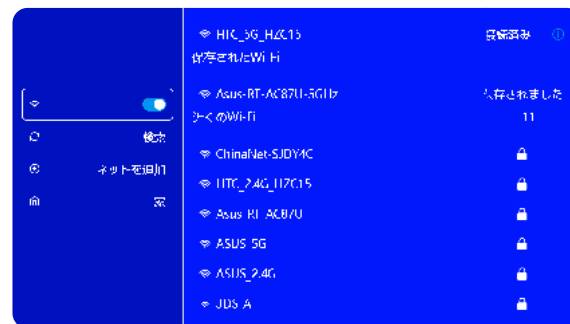 HTC_5G_HZC15 接続済み
保存されたWi-Fi
Asus-RT-AC87U-5GHz 保存されました
近くのWi-Fi 11
検索
ChinaNet-SJDY4C
ネットを追加
HTC_2.4G_HZC15
家
Asus-RT-AC87U
ASUS_5G
ASUS_2.4G
JDS_A